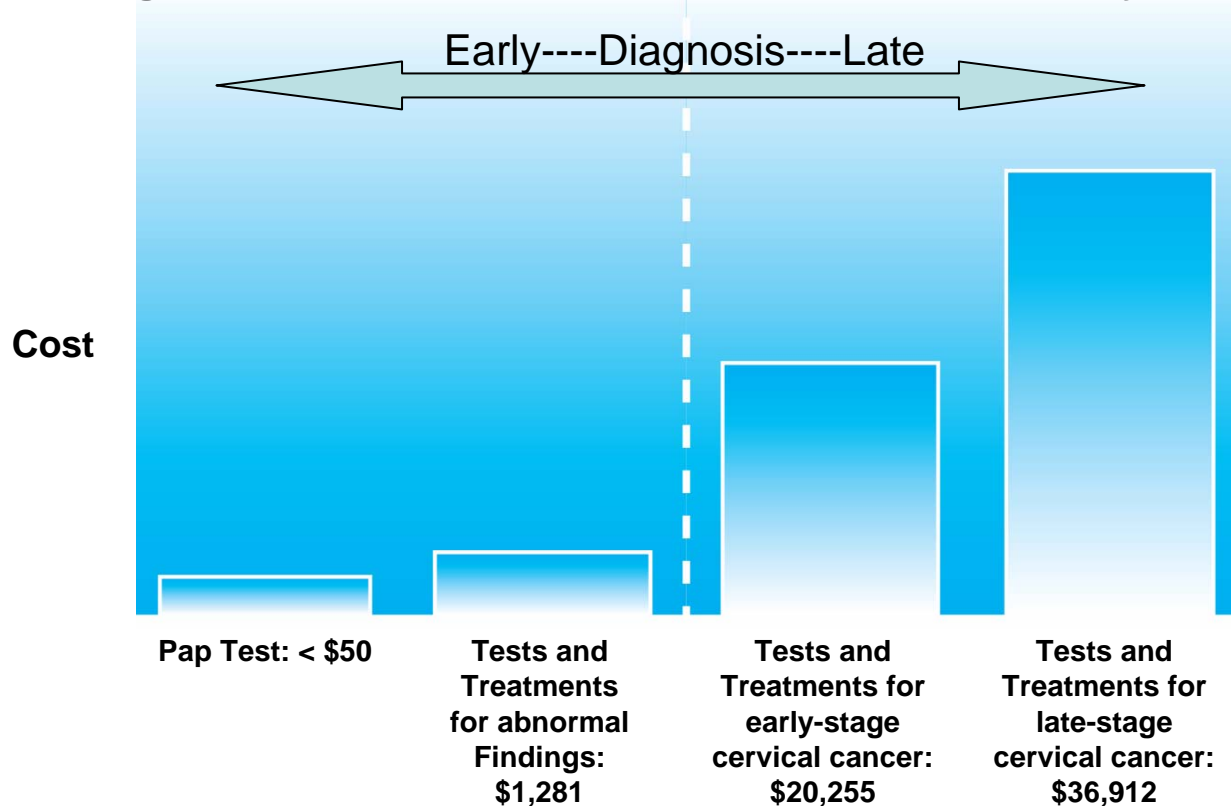 Early----Diagnosis----Late
Cost
Pap Test: < $50
Tests and
Treatments
for abnormal
Findings:
$1,281
Tests and
Treatments for
early-stage
cervical cancer:
$20,255
Tests and
Treatments for
late-stage
cervical cancer:
$36,912